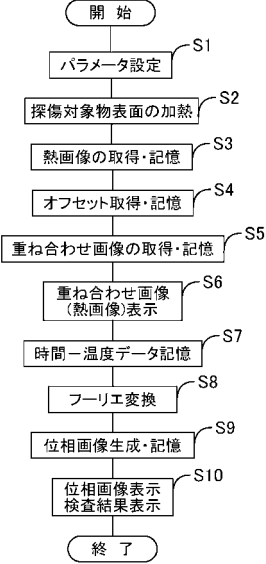 開 始
S1
パラメータ設定
S2
探傷対象物表面の加熱
S3
熱画像の取得・記憶
S4
オフセット取得・記憶
S5
重ね合わせ画像の取得・記憶
S6
重ね合わせ画像
(熱画像)表示
S7
時間－温度データ記憶
S8
フーリエ変換
S9
位相画像生成・記憶
S10
位相画像表示
検査結果表示
終 了